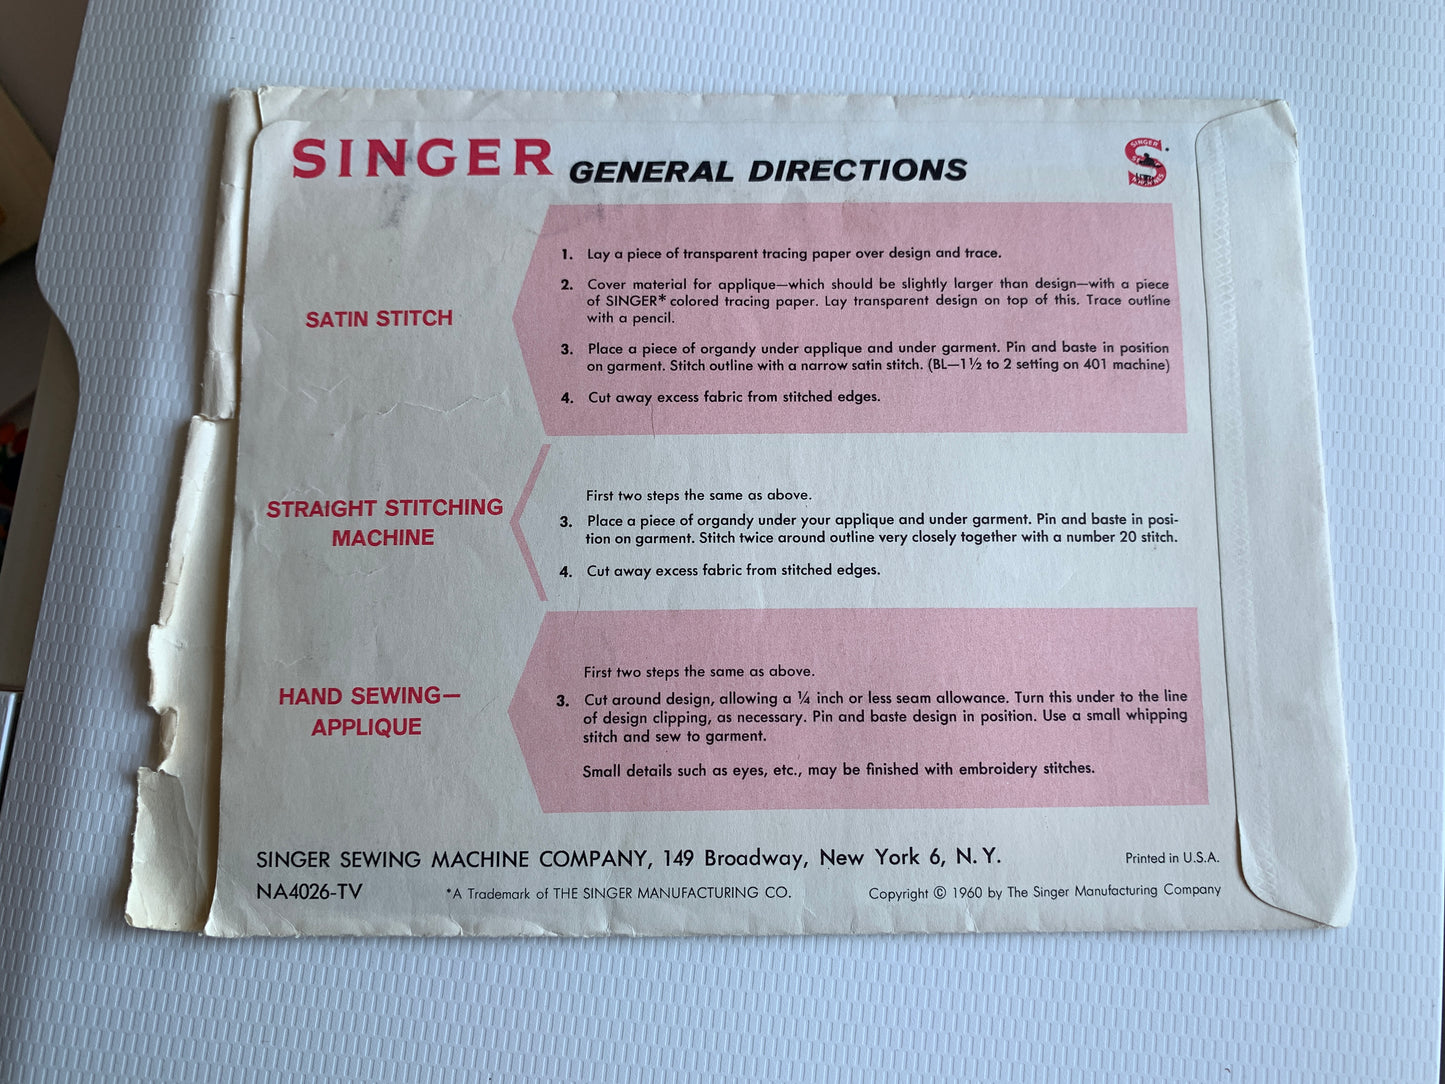 SINGER GENERAL DIRECTIONS
SINGER
SATIN STITCH
1. Lay a piece of transparent tracing paper over design and trace.
2. Cover material for applique—which should be slightly larger than design—with a piece
of SINGER* colored tracing paper. Lay transparent design on top of this. Trace outline
with a pencil.
3. Place a piece of organdy under applique and under garment. Pin and baste in position
on garment. Stitch outline with a narrow satin stitch. (BL—1½ to 2 setting on 401 machine)
4. Cut away excess fabric from stitched edges.
STRAIGHT STITCHING
MACHINE
First two steps the same as above.
3. Place a piece of organdy under your applique and under garment. Pin and baste in posi-
tion on garment. Stitch twice around outline very closely together with a number 20 stitch.
4. Cut away excess fabric from stitched edges.
HAND SEWING—
APPLIQUE
First two steps the same as above.
3. Cut around design, allowing a ¼ inch or less seam allowance. Turn this under to the line
of design clipping, as necessary. Pin and baste design in position. Use a small whipping
stitch and sew to garment.
Small details such as eyes, etc., may be finished with embroidery stitches.
SINGER SEWING MACHINE COMPANY, 149 Broadway, New York 6, N.Y.
Printed in U.S.A.
NA4026-TV
*A Trademark of THE SINGER MANUFACTURING CO.
Copyright © 1960 by The Singer Manufacturing Company